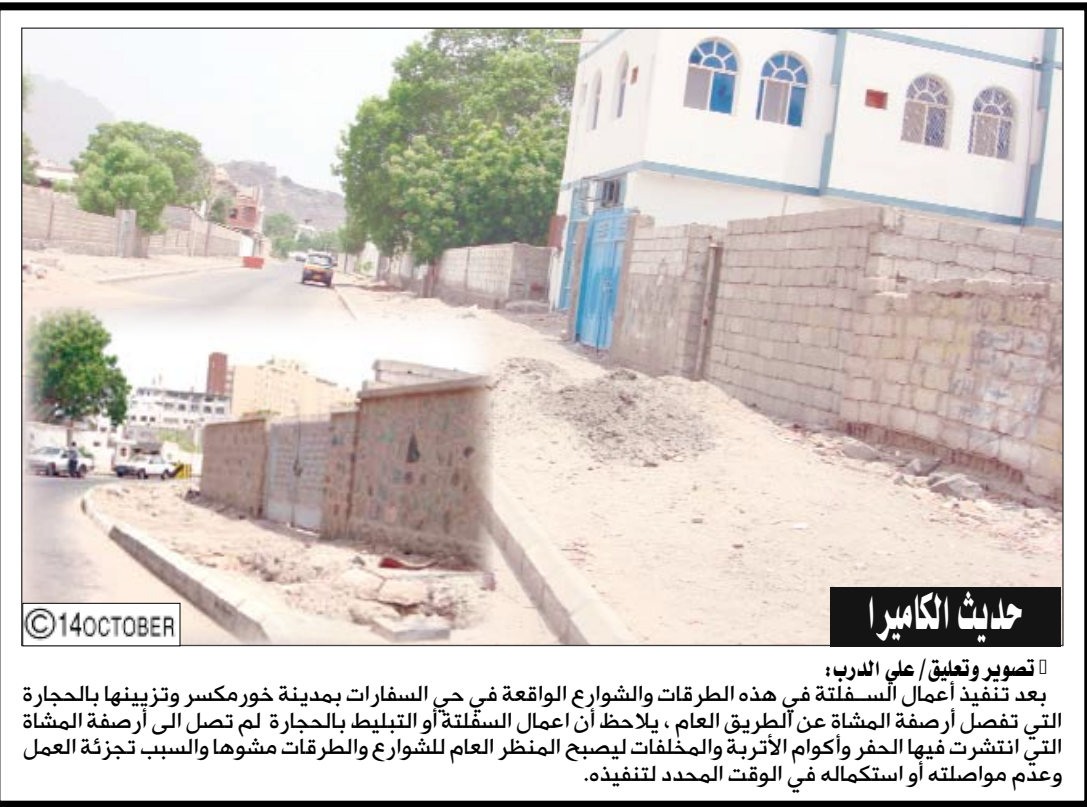 ©14OCTOBER
حديث الكاميرا
تصوير وتعليق/ علي الدرب:
بعد تنفيذ أعمال السـفلتة في هذه الطرقات والشوارع الواقعة في حي السفارات بمدينة خورمكسر وتزيينها بالحجارة
التي تفصل أرصفة المشاة عن الطريق العام ، يلاحظ أن اعمال السفلتة أو التبليط بالحجارة لم تصل الى أرصفة المشاة
التي انتشرت فيها الحفر وأكوام الأتربة والمخلفات ليصبح المنظر العام للشوارع والطرقات مشوها والسبب تجزئة العمل
وعدم مواصلته أو استكماله في الوقت المحدد لتنفيذه.